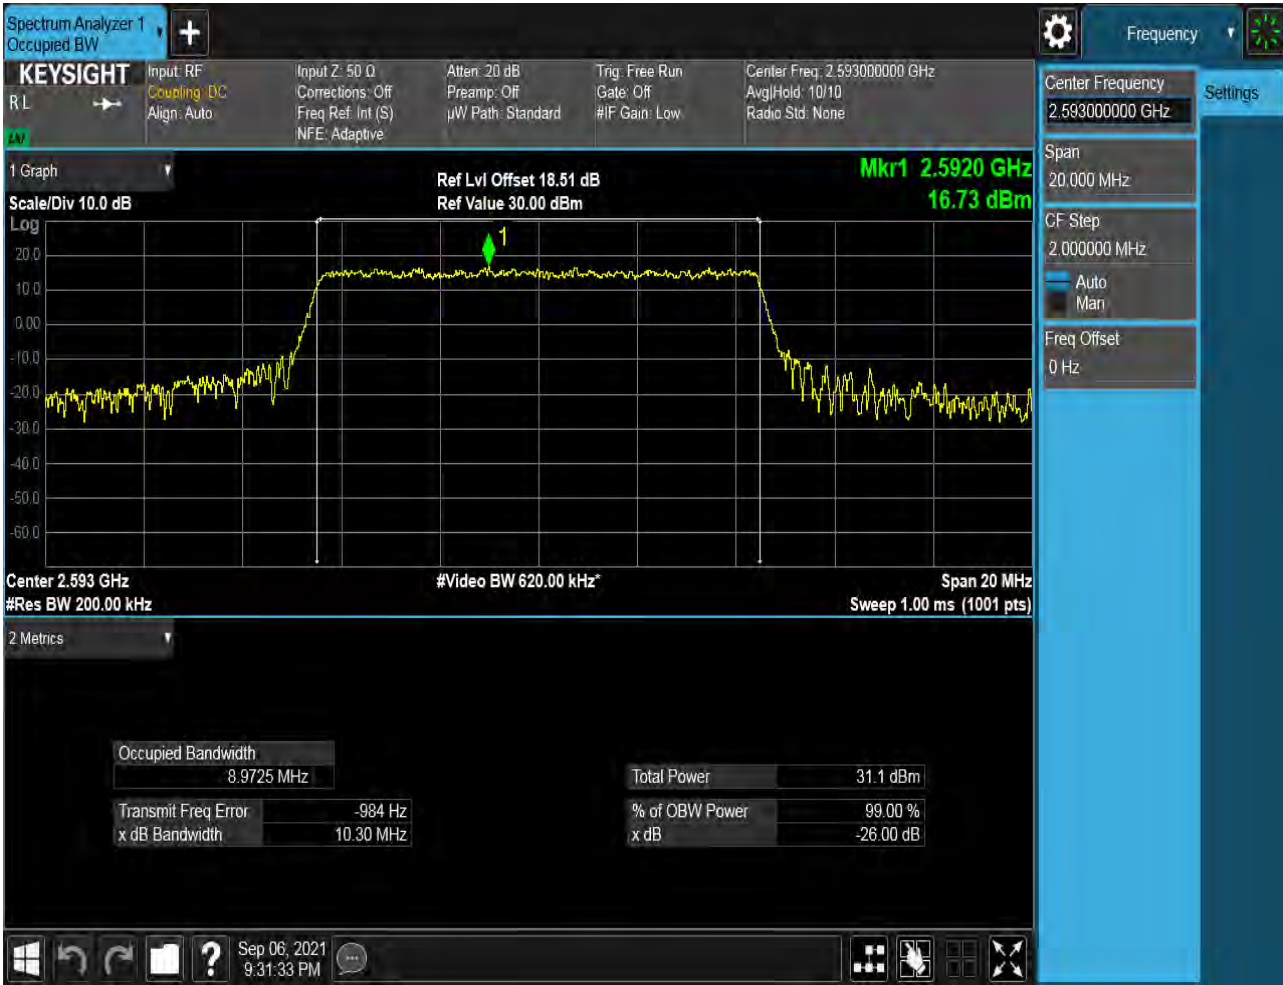 Spectrum Analyzer 1
Occupied BW
Frequency
KEYSIGHT
R L
Input: RF
Coupling: DC
Align: Auto
Input Z: 50 Ω
Corrections: Off
Freq Ref: Int (S)
NFE: Adaptive
Atten: 20 dB
Preamp: Off
µW Path: Standard
Trig: Free Run
Gate: Off
#IF Gain: Low
Center Freq: 2.593000000 GHz
Avg|Hold: 10/10
Radio Std: None
Center Frequency
2.593000000 GHz
Settings
Span
20.000 MHz
CF Step
2.000000 MHz
Auto
Man
Freq Offset
0 Hz
1 Graph
Scale/Div 10.0 dB
Ref Lvl Offset 18.51 dB
Ref Value 30.00 dBm
Mkr1 2.5920 GHz
16.73 dBm
Log
1
20.0
10.0
0.00
-10.0
-20.0
-30.0
-40.0
-50.0
-60.0
Center 2.593 GHz
#Video BW 620.00 kHz*
Span 20 MHz
#Res BW 200.00 kHz
Sweep 1.00 ms (1001 pts)
2 Metrics
Occupied Bandwidth
8.9725 MHz
Transmit Freq Error -984 Hz
x dB Bandwidth 10.30 MHz
Total Power 31.1 dBm
% of OBW Power 99.00 %
x dB -26.00 dB
?
Sep 06, 2021
9:31:33 PM